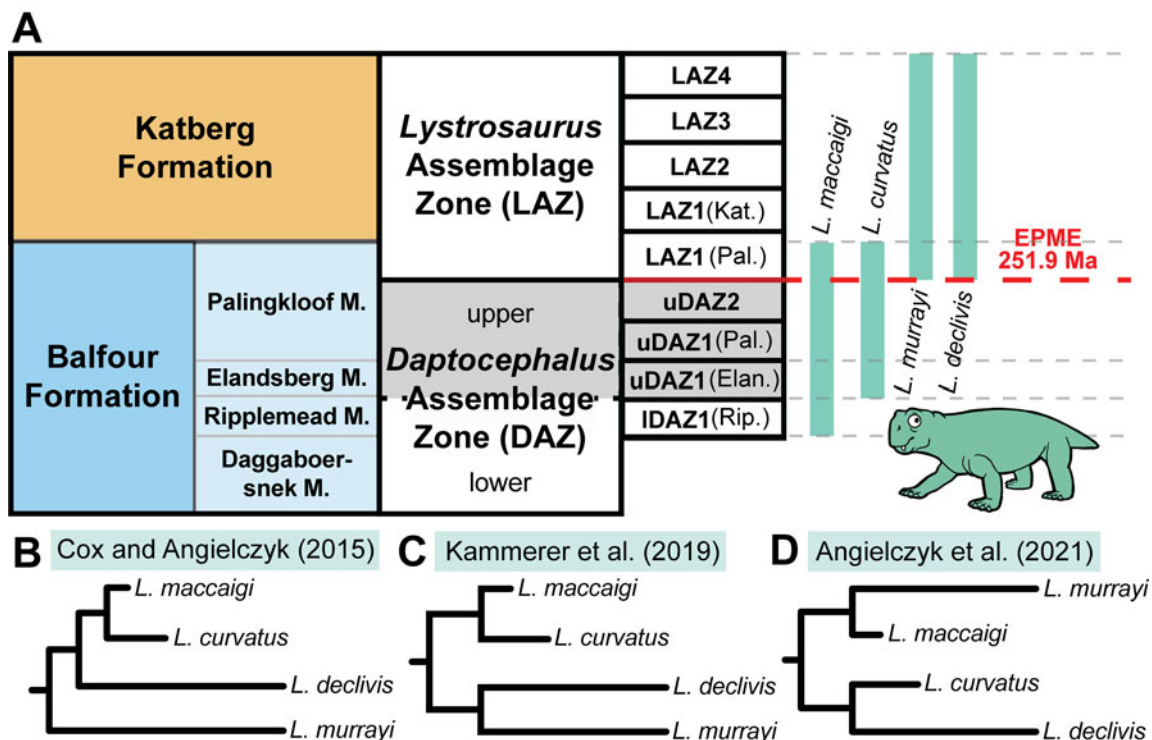 A
Katberg
Formation
Balfour
Formation
Palingkloof M.
Elandsberg M.
Ripplemead M.
Daggaboer-
snek M.
Lystrosaurus
Assemblage
Zone (LAZ)
upper
Daptocephalus
Assemblage
Zone (DAZ)
lower
LAZ4
LAZ3
LAZ2
LAZ1 (Kat.)
LAZ1 (Pal.)
uDAZ2
uDAZ1 (Pal.)
uDAZ1 (Elan.)
lDAZ1 (Rip.)
L. maccaigi
L. curvatus
L. murrayi
L. declivis
EPME
251.9 Ma
B Cox and Angielczyk (2015)
L. maccaigi
L. curvatus
L. declivis
L. murrayi
C Kammerer et al. (2019)
L. maccaigi
L. curvatus
L. declivis
L. murrayi
D Angielczyk et al. (2021)
L. murrayi
L. maccaigi
L. curvatus
L. declivis